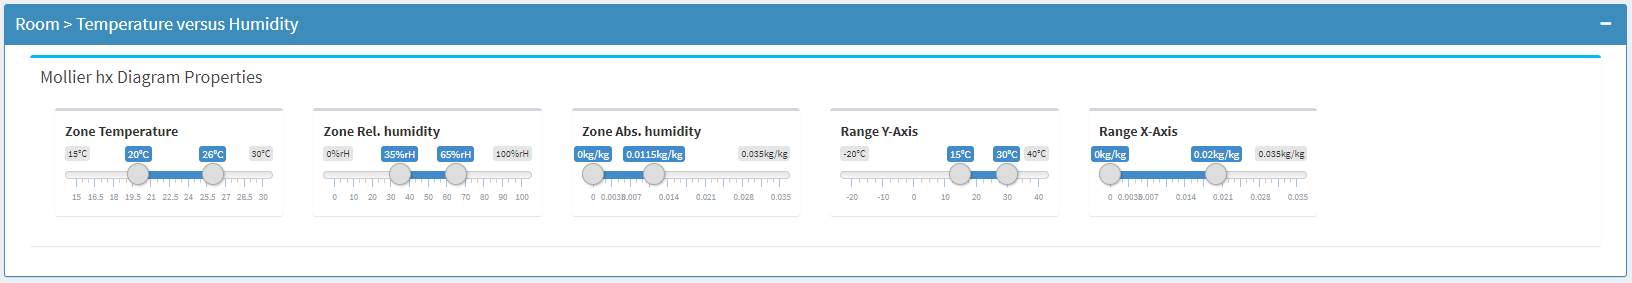 Room > Temperature versus Humidity
Mollier hx Diagram Properties
Zone Temperature
15°C 20°C 26°C 30°C
15 16.5 18 19.5 21 22.5 24 25.5 27 28.5 30
Zone Rel. humidity
0%rH 35%rH 65%rH 100%rH
0 10 20 30 40 50 60 70 80 90 100
Zone Abs. humidity
0kg/kg 0.0115kg/kg 0.035kg/kg
0 0.0035 0.007 0.014 0.021 0.028 0.035
Range Y-Axis
-20°C 15°C 30°C 40°C
-20 -10 0 10 20 30 40
Range X-Axis
0kg/kg 0.02kg/kg 0.035kg/kg
0 0.0035 0.007 0.014 0.021 0.028 0.035